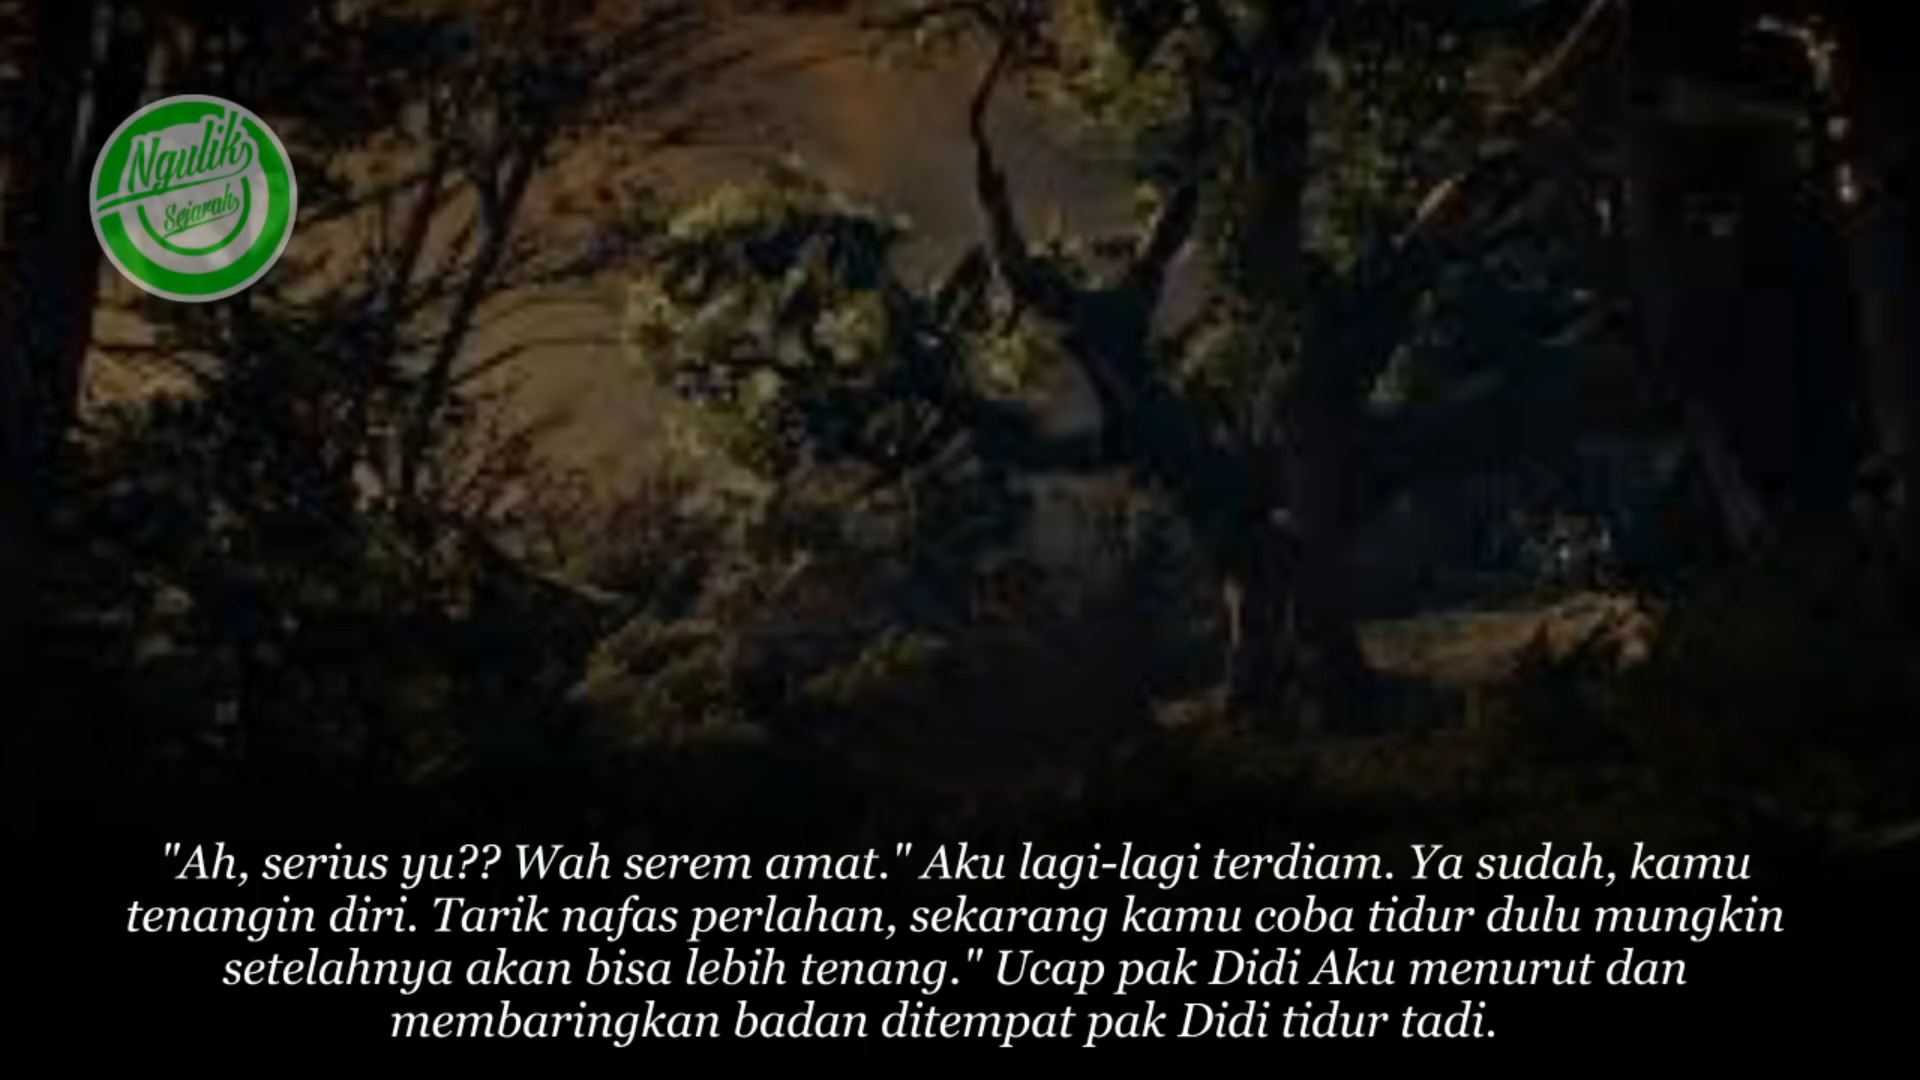 Ngulik
Sejarah
"Ah, serius yu?? Wah serem amat." Aku lagi-lagi terdiam. Ya sudah, kamu
tenangin diri. Tarik nafas perlahan, sekarang kamu coba tidur dulu mungkin
setelahnya akan bisa lebih tenang." Ucap pak Didi Aku menurut dan
membaringkan badan ditempat pak Didi tidur tadi.